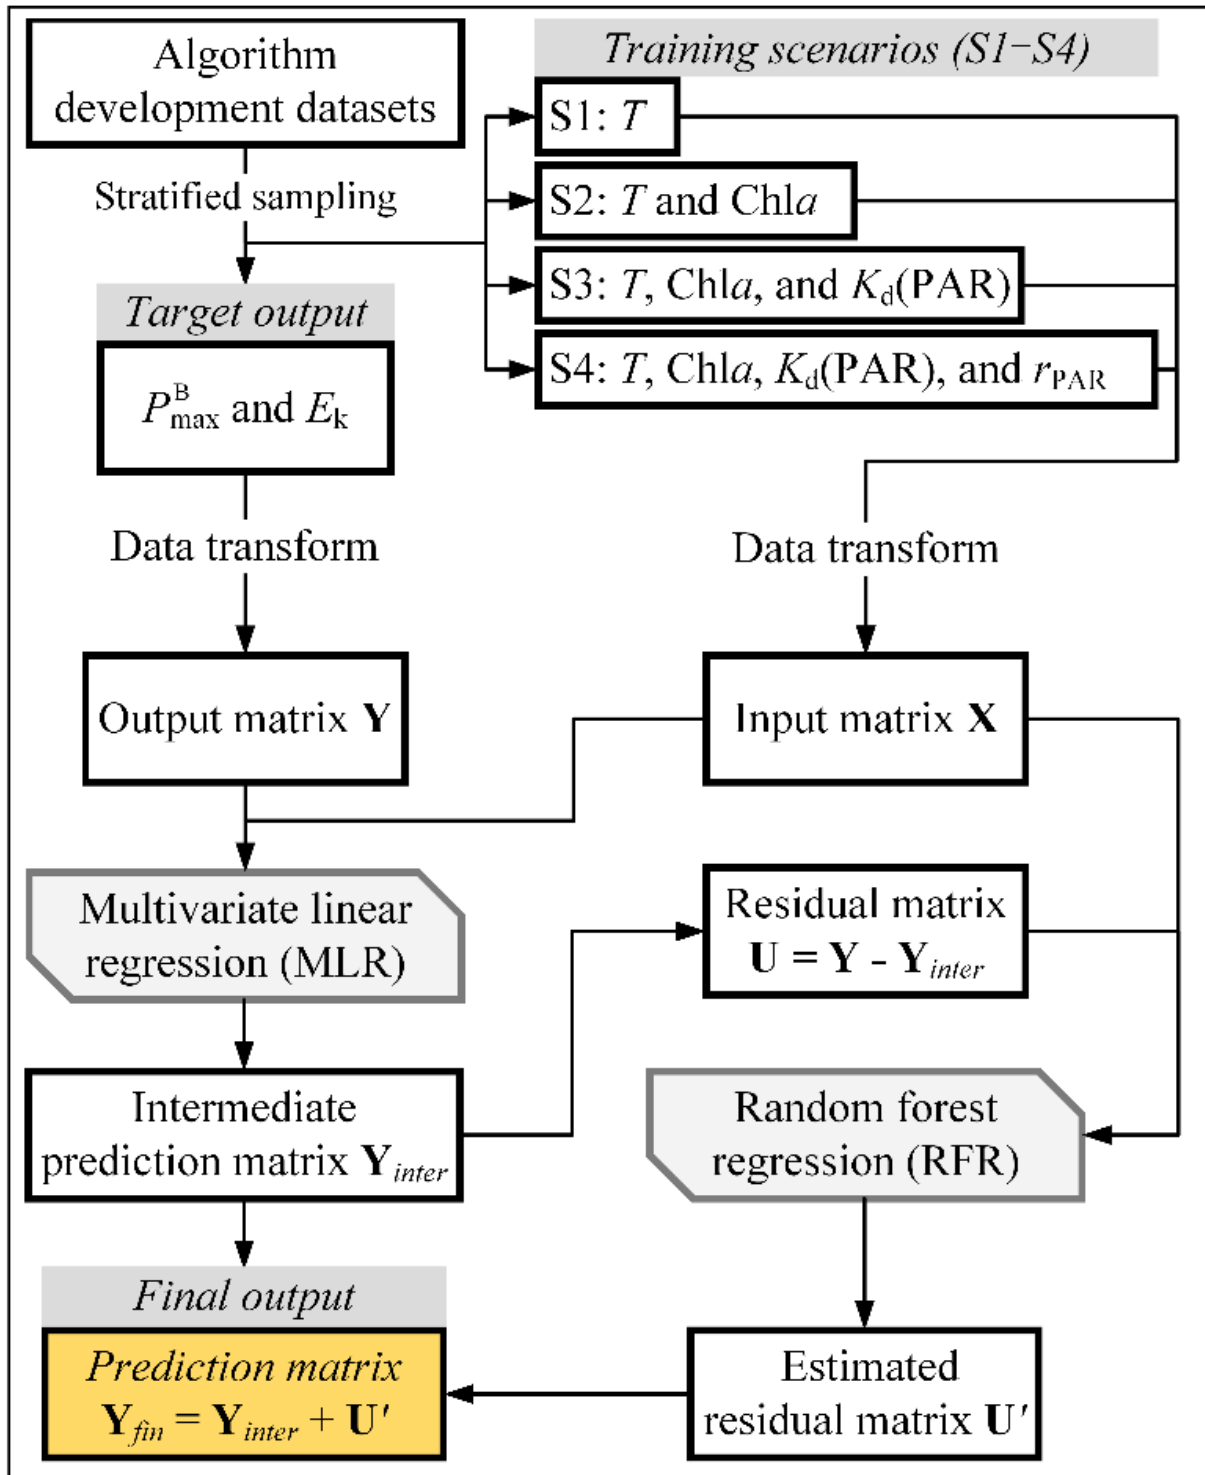 Algorithm
development datasets
Training scenarios (S1−S4)
S1: T
Stratified sampling
S2: T and Chla
S3: T, Chla, and Kd(PAR)
Target output
S4: T, Chla, Kd(PAR), and rPAR
P^B_max and Ek
Data transform
Data transform
Output matrix Y
Input matrix X
Multivariate linear
regression (MLR)
Residual matrix
U = Y - Yinter
Intermediate
prediction matrix Yinter
Random forest
regression (RFR)
Final output
Prediction matrix
Yfin = Yinter + U′
Estimated
residual matrix U′